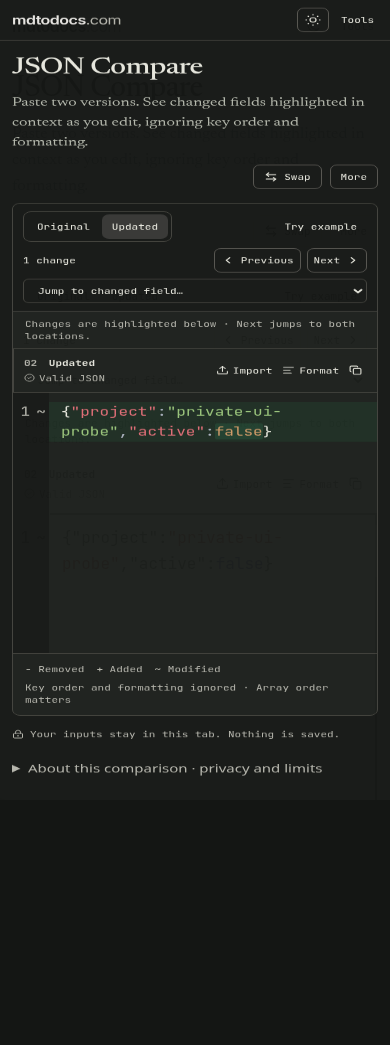 mdtodocs.com
Tools
JSON Compare
Paste two versions. See changed fields highlighted in
context as you edit, ignoring key order and
formatting.
Swap
More
Original
Updated
Try example
1 change
Previous
Next
Jump to changed field…
Changes are highlighted below · Next jumps to both
locations.
02 Updated
Valid JSON
Import
Format
1 ~ {"project":"private-ui-
probe","active":false}
- Removed + Added ~ Modified
Key order and formatting ignored · Array order
matters
Your inputs stay in this tab. Nothing is saved.
About this comparison · privacy and limits